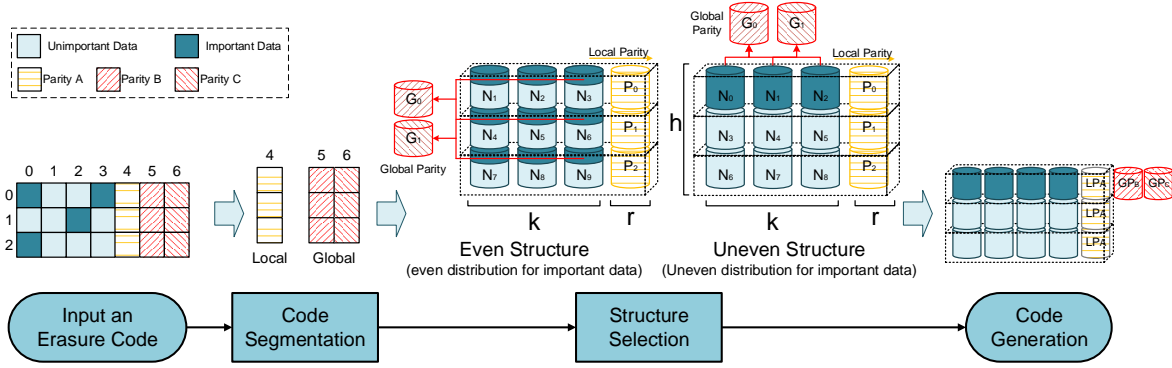 Unimportant Data
Important Data
Parity A
Parity B
Parity C
0 1 2 3 4 5 6
0
1
2
4
5 6
Local
Global
G0
G1
Global Parity
Local Parity
N1 N2 N3 P0
N4 N5 N6 P1
N7 N8 N9 P2
k
r
Even Structure
(even distribution for important data)
Global
Parity
G0 G1
Local Parity
h
N0 N1 N2 P0
N3 N4 N5 P1
N6 N7 N8 P2
k
r
Uneven Structure
(Uneven distribution for important data)
LPA
LPA
LPA
GPB
Input an
Erasure Code
Code
Segmentation
Structure
Selection
Code
Generation